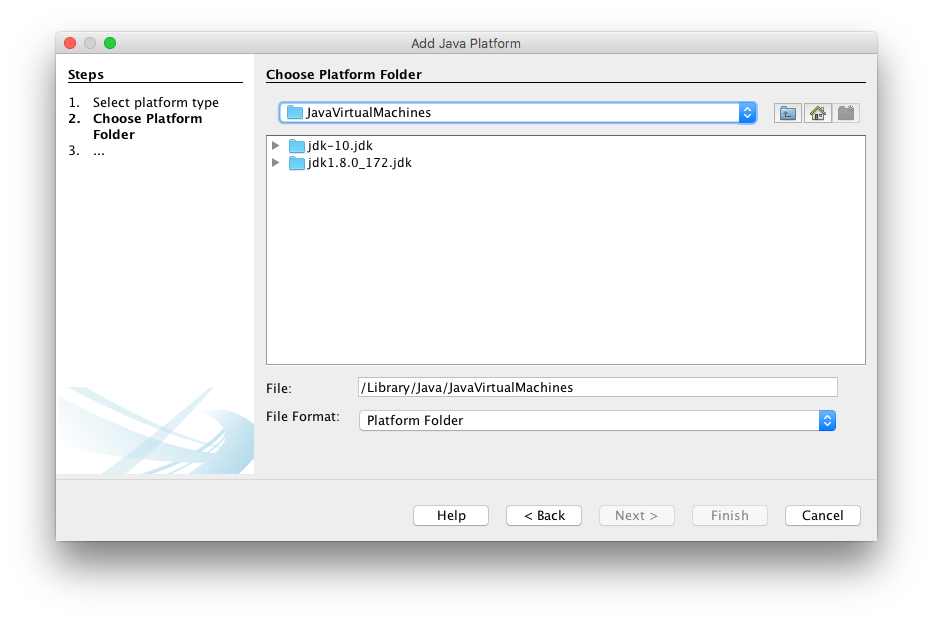 Add Java Platform
Steps
1. Select platform type
2. Choose Platform
Folder
3. ...
Choose Platform Folder
JavaVirtualMachines
jdk-10.jdk
jdk1.8.0_172.jdk
File: /Library/Java/JavaVirtualMachines
File Format: Platform Folder
Help < Back Next > Finish Cancel